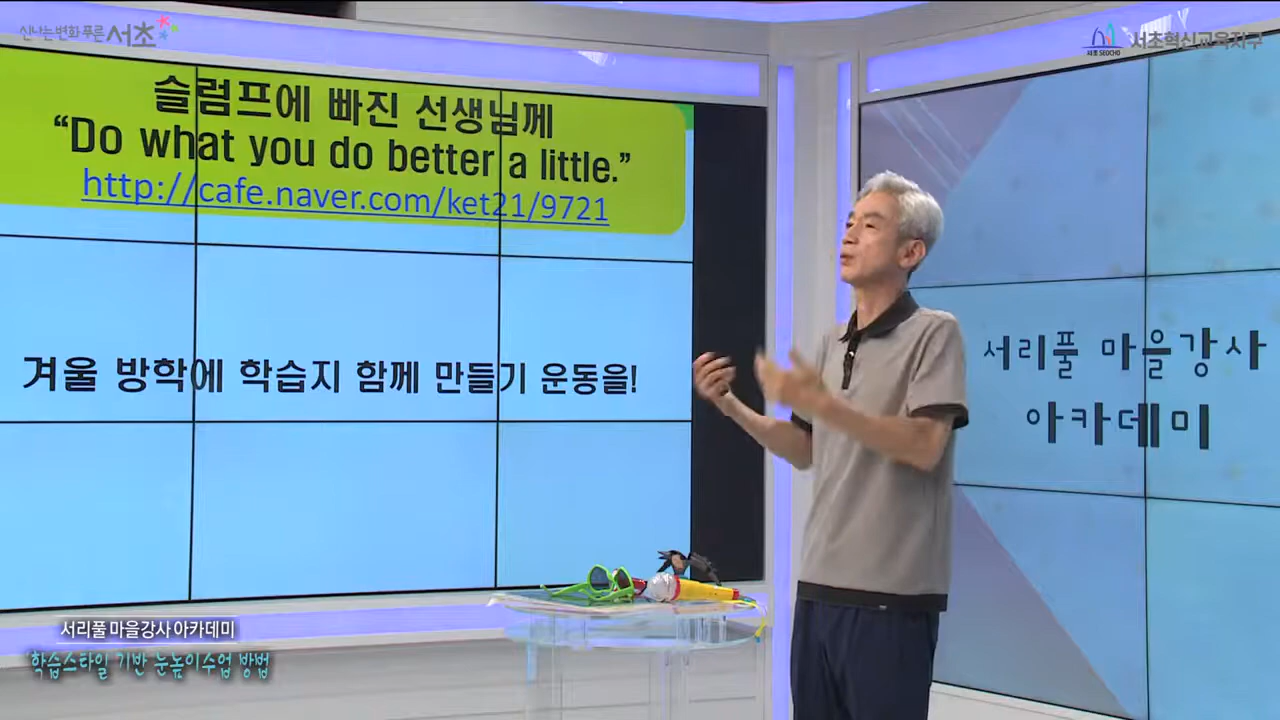 신나는 변화 푸른 서초
서초 SEOCHO
서초혁신교육지구
슬럼프에 빠진 선생님께
“Do what you do better a little.”
http://cafe.naver.com/ket21/9721
겨울 방학에 학습지 함께 만들기 운동을!
서리풀 마을강사
아카데미
서리풀 마을강사 아카데미
학습스타일 기반 눈높이수업 방법